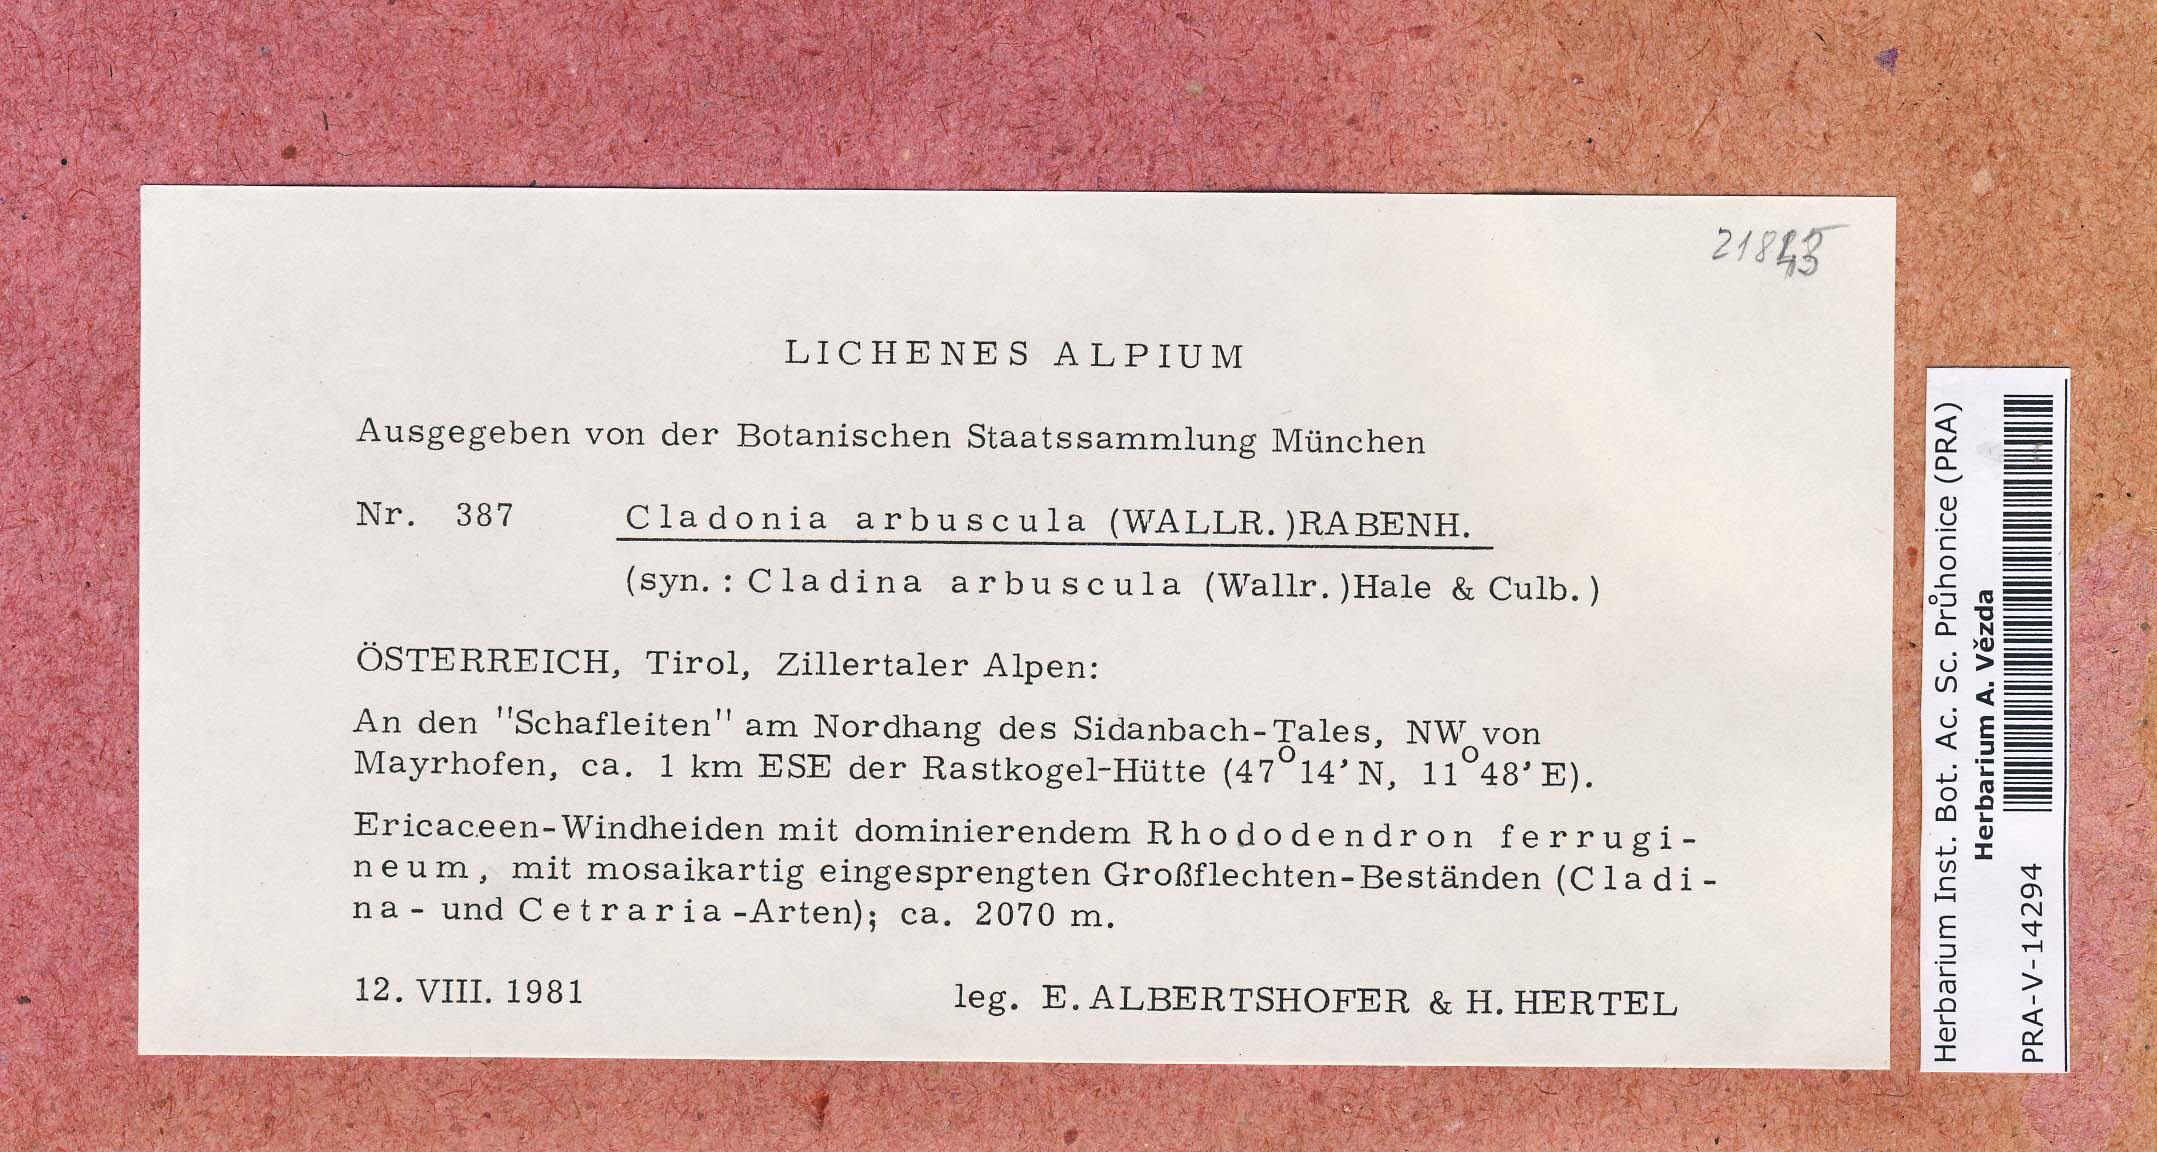 LICHENES ALPIUM
Ausgegeben von der Botanischen Staatssammlung München
Nr. 387 Cladonia arbuscula (WALLR.)RABENH.
(syn.: Cladina arbuscula (Wallr.)Hale & Culb.)
ÖSTERREICH, Tirol, Zillertaler Alpen:
An den "Schafleiten" am Nordhang des Sidanbach-Tales, NW von
Mayrhofen, ca. 1 km ESE der Rastkogel-Hütte (47°14'N, 11°48'E).
Ericaceen-Windheiden mit dominierendem Rhododendron ferrugi-
neum, mit mosaikartig eingesprengten Großflechten-Beständen (Cladi-
na- und Cetraria-Arten); ca. 2070 m.
12. VIII. 1981 leg. E. ALBERTSHOFER & H. HERTEL
Herbarium Inst. Bot. Ac. Sc. Průhonice (PRA)
Herbarium A. Vězda
PRA-V-14294